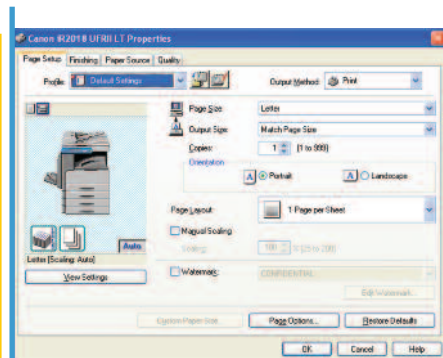 Canon iR2018 UFRII LT Properties
Page Setup Finishing Paper Source Quality
Profile: Default Settings Output Method: Print
Page Size: Letter
Output Size: Match Page Size
Copies: 1 [1 to 999]
Orientation
A Portrait A Landscape
Page Layout: 1 Page per Sheet
Manual Scaling
Scaling: 100 % [25 to 200]
Auto
Letter [Scaling: Auto]
View Settings
Watermark: CONFIDENTIAL
Edit Watermark...
Custom Paper Size... Page Options... Restore Defaults
OK Cancel Help